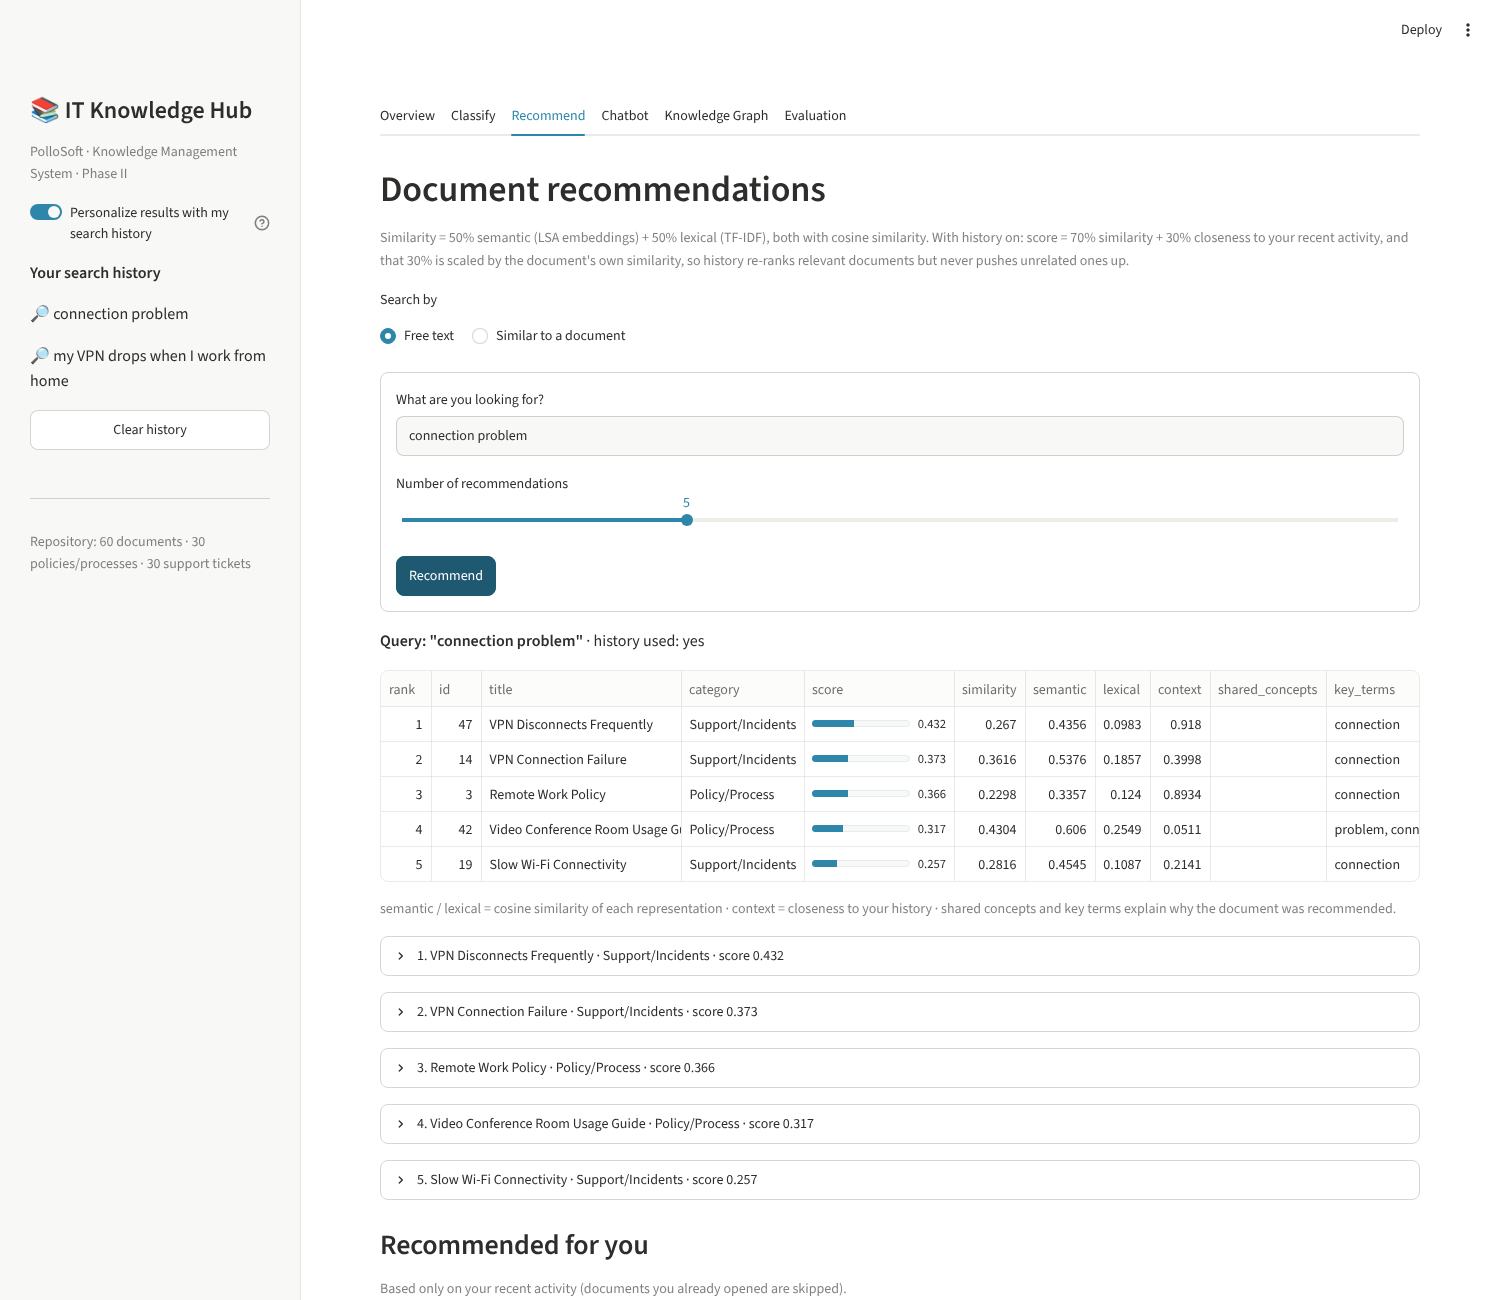 Deploy
📚 IT Knowledge Hub
PolloSoft · Knowledge Management
System · Phase II
Personalize results with my
search history
Your search history
🔎 connection problem
🔎 my VPN drops when I work from
home
Clear history
Repository: 60 documents · 30
policies/processes · 30 support tickets
Overview Classify Recommend Chatbot Knowledge Graph Evaluation
Document recommendations
Similarity = 50% semantic (LSA embeddings) + 50% lexical (TF-IDF), both with cosine similarity. With history on: score = 70% similarity + 30% closeness to your recent activity, and
that 30% is scaled by the document's own similarity, so history re-ranks relevant documents but never pushes unrelated ones up.
Search by
Free text Similar to a document
What are you looking for?
connection problem
Number of recommendations
5
Recommend
Query: "connection problem" · history used: yes
rank id title category score similarity semantic lexical context shared_concepts key_terms
1 47 VPN Disconnects Frequently Support/Incidents 0.432 0.267 0.4356 0.0983 0.918 connection
2 14 VPN Connection Failure Support/Incidents 0.373 0.3616 0.5376 0.1857 0.3998 connection
3 3 Remote Work Policy Policy/Process 0.366 0.2298 0.3357 0.124 0.8934 connection
4 42 Video Conference Room Usage Gu Policy/Process 0.317 0.4304 0.606 0.2549 0.0511 problem, conn
5 19 Slow Wi-Fi Connectivity Support/Incidents 0.257 0.2816 0.4545 0.1087 0.2141 connection
semantic / lexical = cosine similarity of each representation · context = closeness to your history · shared concepts and key terms explain why the document was recommended.
1. VPN Disconnects Frequently · Support/Incidents · score 0.432
2. VPN Connection Failure · Support/Incidents · score 0.373
3. Remote Work Policy · Policy/Process · score 0.366
4. Video Conference Room Usage Guide · Policy/Process · score 0.317
5. Slow Wi-Fi Connectivity · Support/Incidents · score 0.257
Recommended for you
Based only on your recent activity (documents you already opened are skipped).